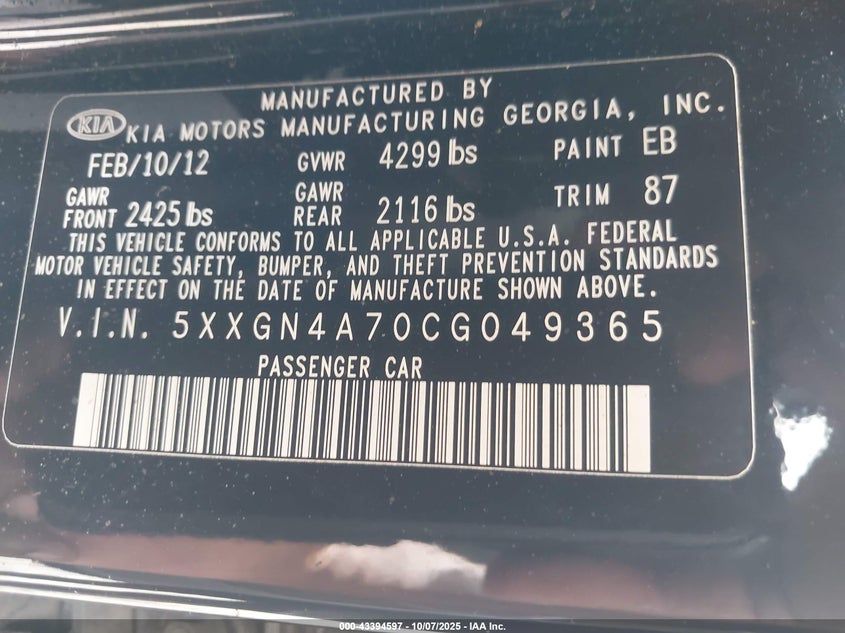 MANUFACTURED BY
KIA KIA MOTORS MANUFACTURING GEORGIA, INC.
FEB/10/12 GVWR 4299 lbs PAINT EB
GAWR FRONT 2425 lbs GAWR REAR 2116 lbs TRIM 87
THIS VEHICLE CONFORMS TO ALL APPLICABLE U.S.A. FEDERAL
MOTOR VEHICLE SAFETY, BUMPER, AND THEFT PREVENTION STANDARDS
IN EFFECT ON THE DATE OF MANUFACTURE SHOWN ABOVE.
V.I.N. 5XXGN4A70CG049365
PASSENGER CAR
000-43394597 - 10/07/2025 - IAA Inc.